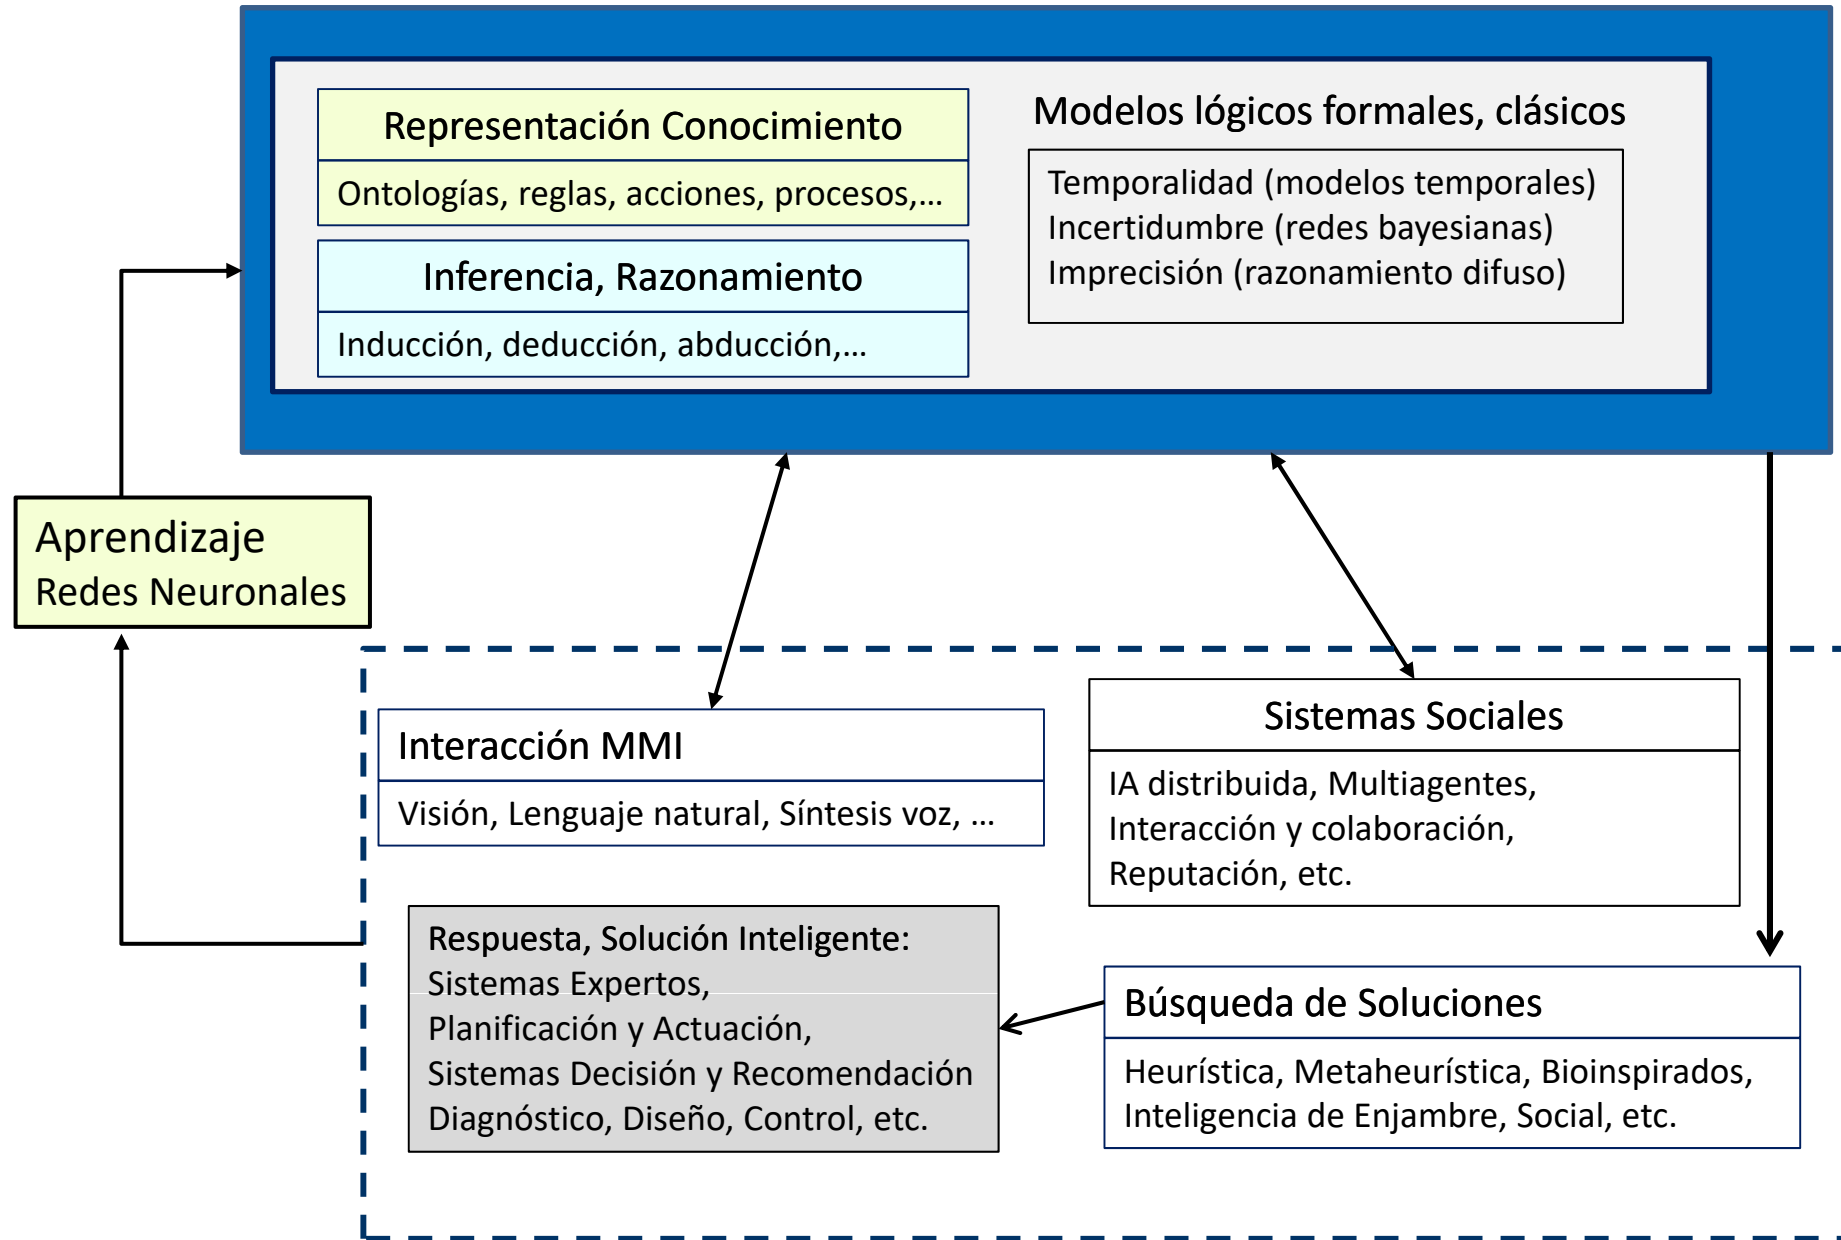 Representación Conocimiento
Ontologías, reglas, acciones, procesos,…
Inferencia, Razonamiento
Inducción, deducción, abducción,…
Modelos lógicos formales, clásicos
Temporalidad (modelos temporales)
Incertidumbre (redes bayesianas)
Imprecisión (razonamiento difuso)
Aprendizaje
Redes Neuronales
Interacción MMI
Visión, Lenguaje natural, Síntesis voz, …
Sistemas Sociales
IA distribuida, Multiagentes,
Interacción y colaboración,
Reputación, etc.
Respuesta, Solución Inteligente:
Sistemas Expertos,
Planificación y Actuación,
Sistemas Decisión y Recomendación
Diagnóstico, Diseño, Control, etc.
Búsqueda de Soluciones
Heurística, Metaheurística, Bioinspirados,
Inteligencia de Enjambre, Social, etc.